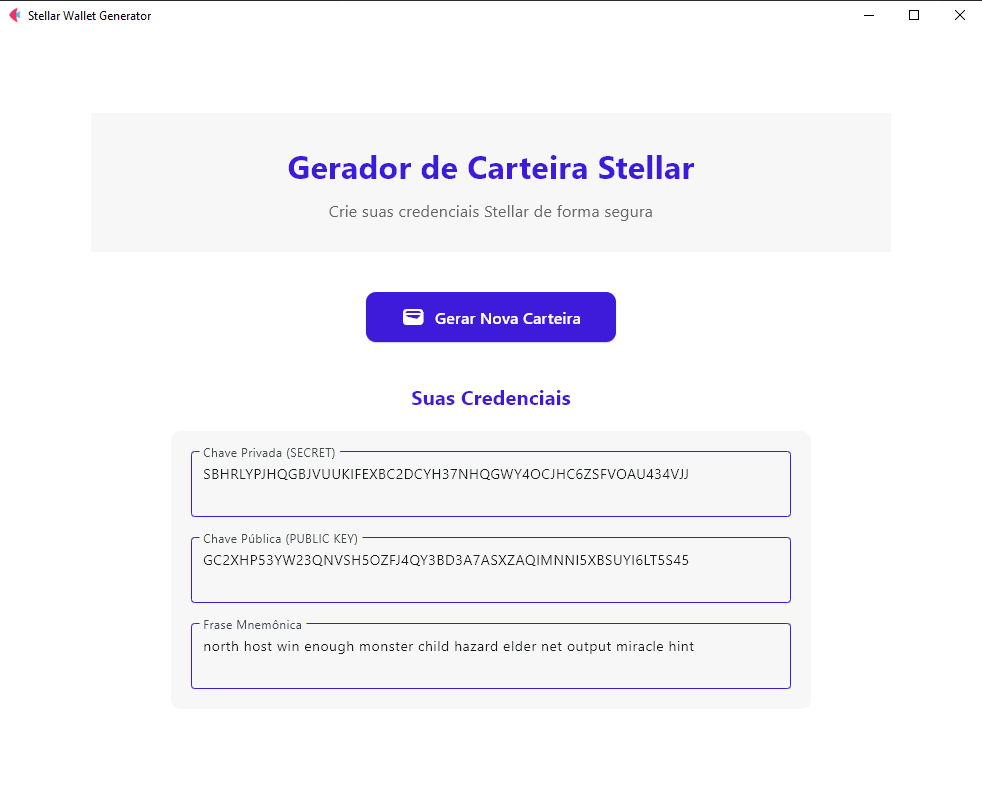 Stellar Wallet Generator
Gerador de Carteira Stellar
Crie suas credenciais Stellar de forma segura
Gerar Nova Carteira
Suas Credenciais
Chave Privada (SECRET)
SBHRLYPJHQGBJVUUKIFEXBC2DCYH37NHQGWY4OCJHC6ZSFVOAU434VJJ
Chave Pública (PUBLIC KEY)
GC2XHP53YW23QNVSH5OZFJ4QY3BD3A7ASXZAQIMNNI5XBSUYI6LT5S45
Frase Mnemônica
north host win enough monster child hazard elder net output miracle hint